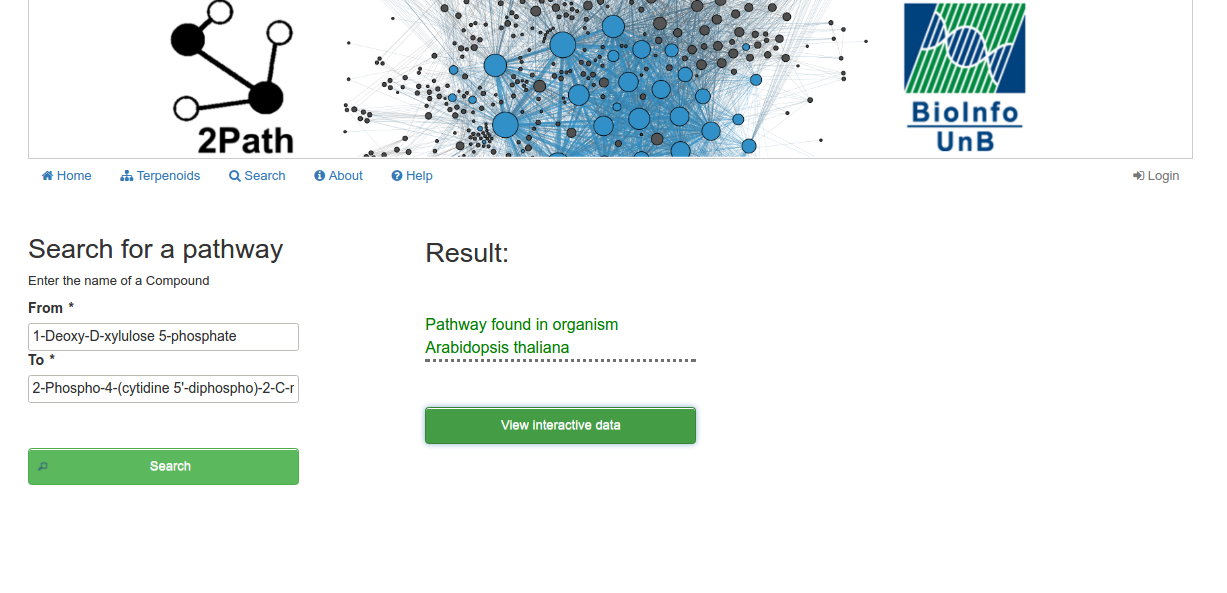 2Path
BioInfo
UnB
Home Terpenoids Search About Help Login
Search for a pathway
Enter the name of a Compound
From *
1-Deoxy-D-xylulose 5-phosphate
To *
2-Phospho-4-(cytidine 5'-diphospho)-2-C-
Search
Result:
Pathway found in organism
Arabidopsis thaliana
View interactive data